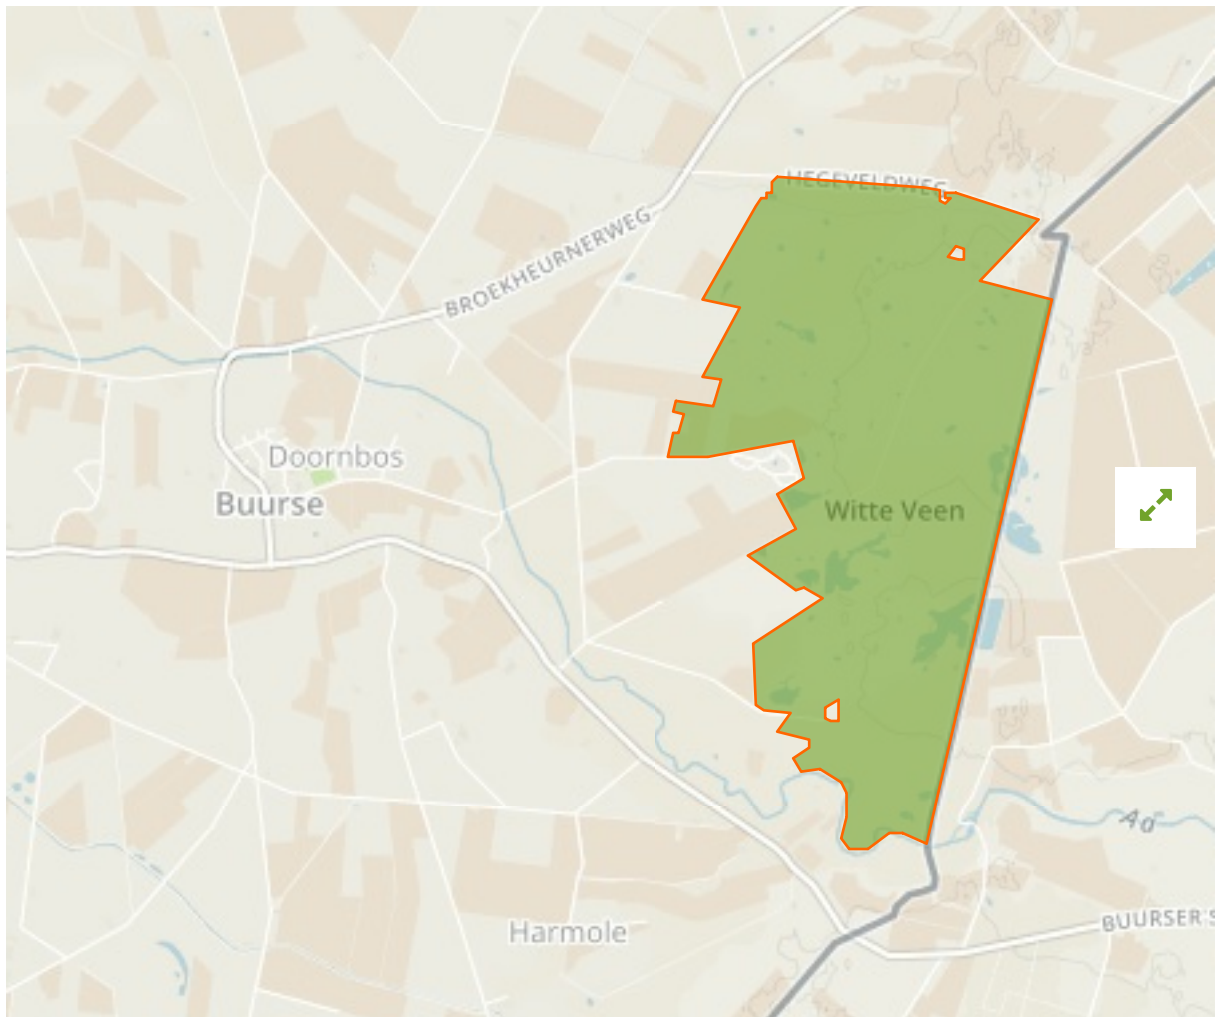 HEGEVELDWEG
BROEKHEURNERWEG
Doornbos
Buurse
Witte Veen
Aa
Harmole
BUURSER S